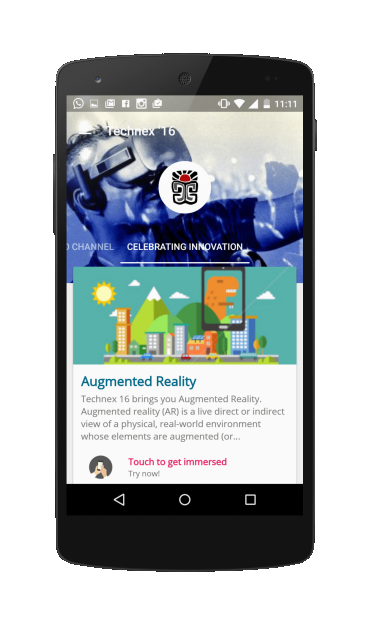 11:11
Technex '16
O CHANNEL
CELEBRATING INNOVATION
Augmented Reality
Technex 16 brings you Augmented Reality.
Augmented reality (AR) is a live direct or indirect
view of a physical, real-world environment
whose elements are augmented (or...
Touch to get immersed
Try now!